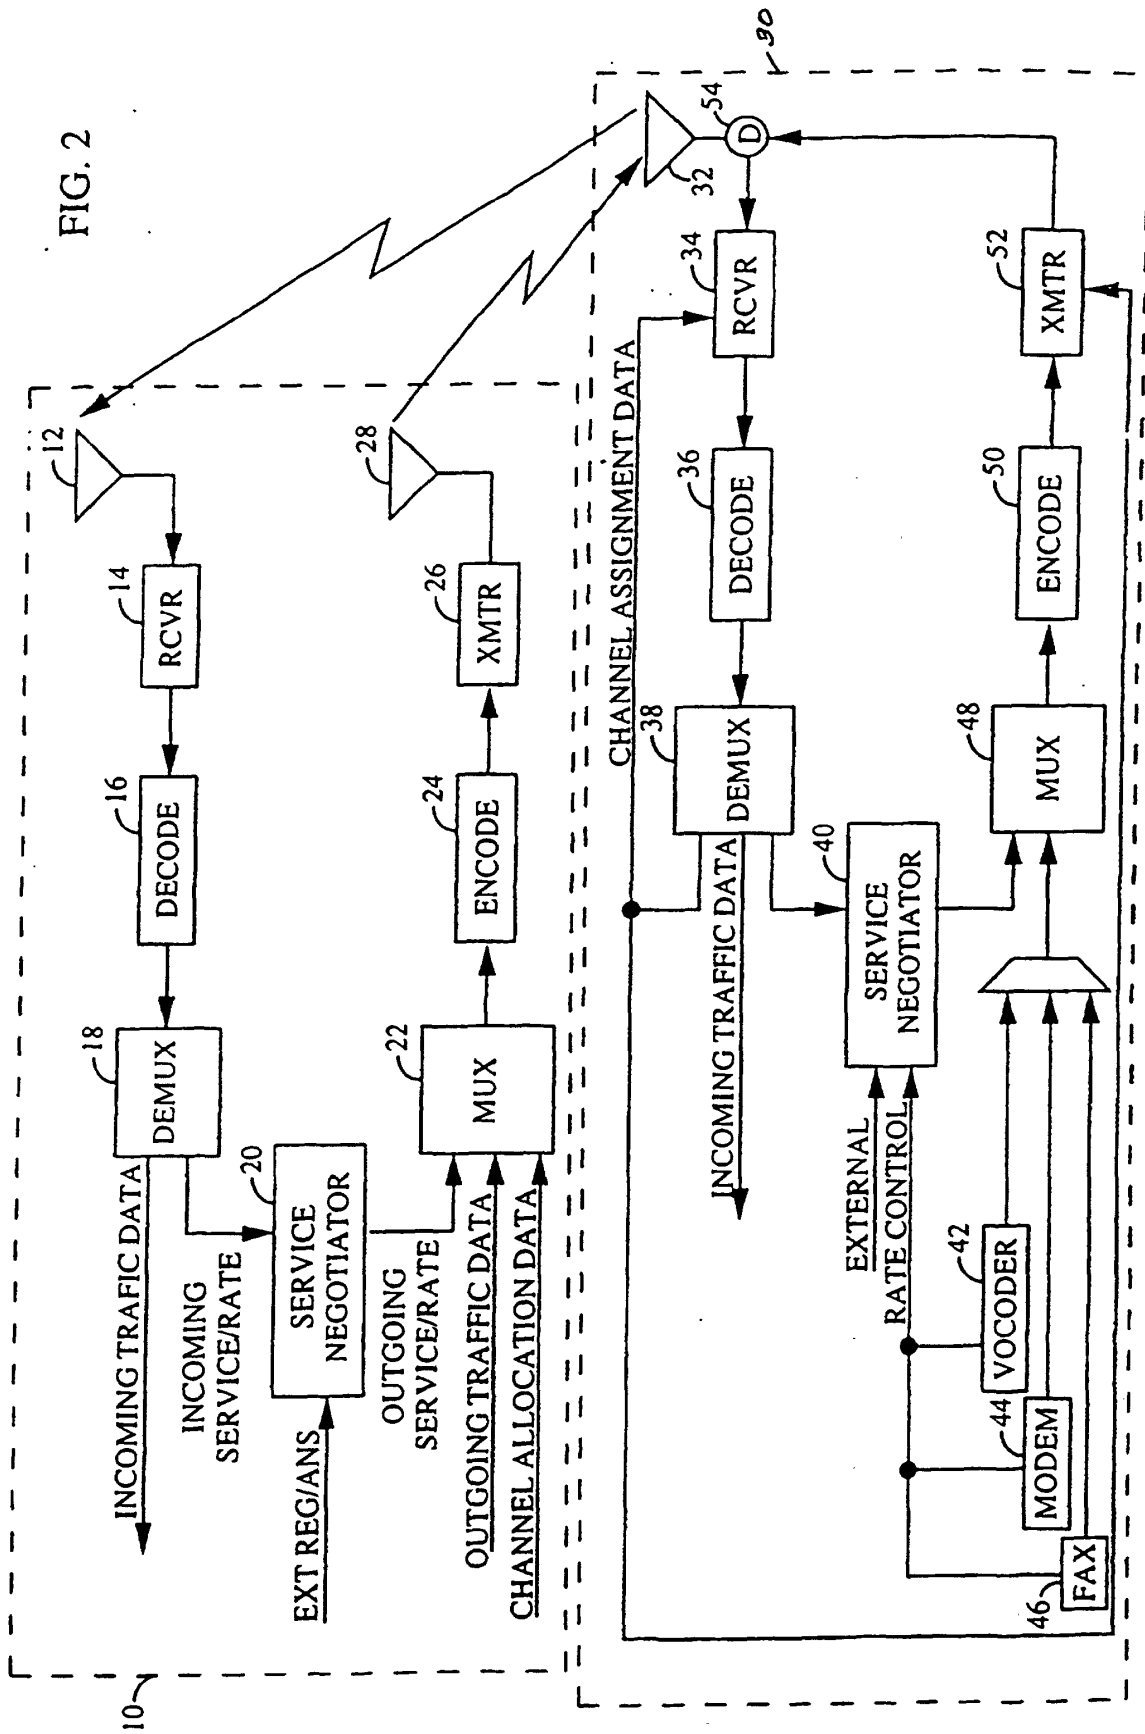 FIG. 2
10
12
RCVR
14
DECODE
16
DEMUX
18
INCOMING TRAFFIC DATA
INCOMING
SERVICE/RATE
SERVICE
NEGOTIATOR
20
EXT REG/ANS
OUTGOING
SERVICE/RATE
OUTGOING TRAFFIC DATA
CHANNEL ALLOCATION DATA
MUX
22
ENCODE
24
XMTR
26
28
30
32
D
54
RCVR
34
CHANNEL ASSIGNMENT DATA
DECODE
36
DEMUX
38
INCOMING TRAFFIC DATA
SERVICE
NEGOTIATOR
40
EXTERNAL
RATE CONTROL
VOCODER
42
MODEM
44
FAX
46
MUX
48
ENCODE
50
XMTR
52